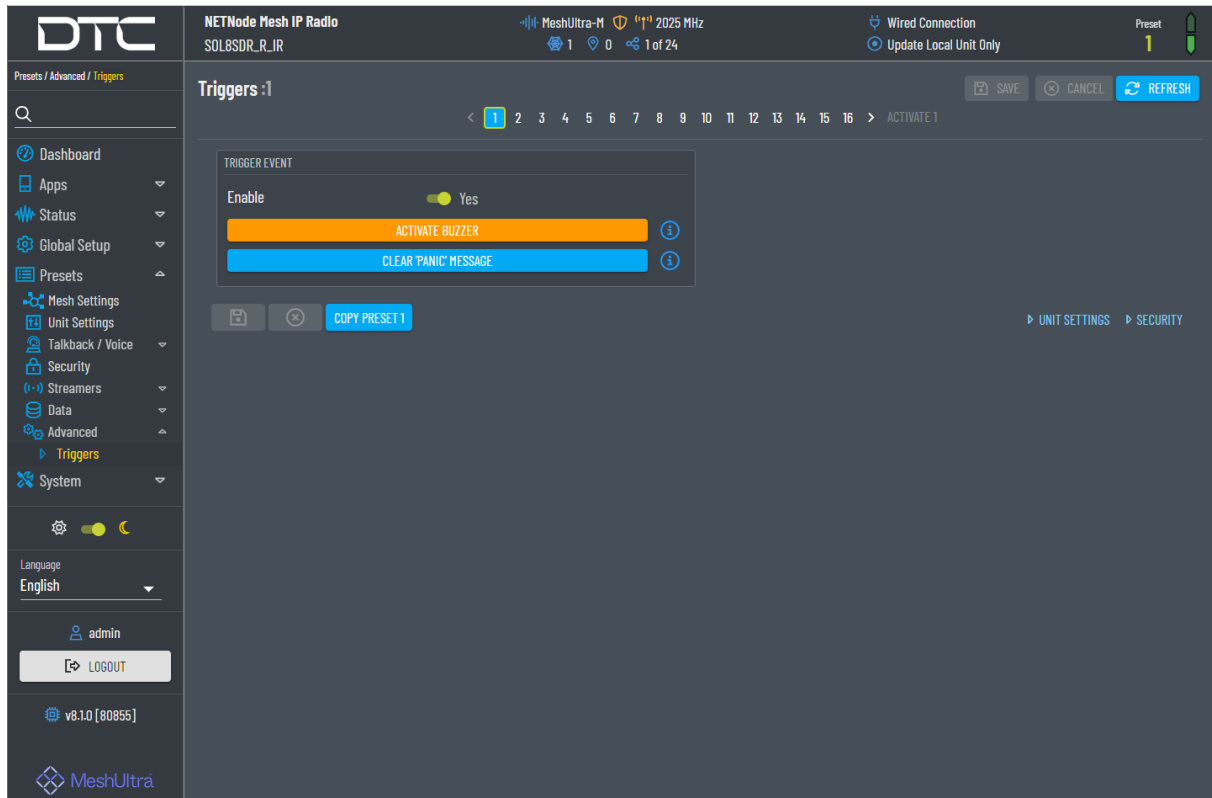 DTC
NETNode Mesh IP Radio
SOL8SDR_R_IR
MeshUltra-M 2025 MHz
1 0 1 of 24
Wired Connection
Update Local Unit Only
Preset
1
Presets / Advanced / Triggers
Dashboard
Apps
Status
Global Setup
Presets
Mesh Settings
Unit Settings
Talkback / Voice
Security
Streamers
Data
Advanced
Triggers
System
Language
English
admin
LOGOUT
v8.1.0 [80855]
MeshUltra
Triggers :1
SAVE CANCEL REFRESH
< 1 2 3 4 5 6 7 8 9 10 11 12 13 14 15 16 > ACTIVATE 1
TRIGGER EVENT
Enable Yes
ACTIVATE BUZZER
CLEAR 'PANIC' MESSAGE
COPY PRESET 1
UNIT SETTINGS SECURITY